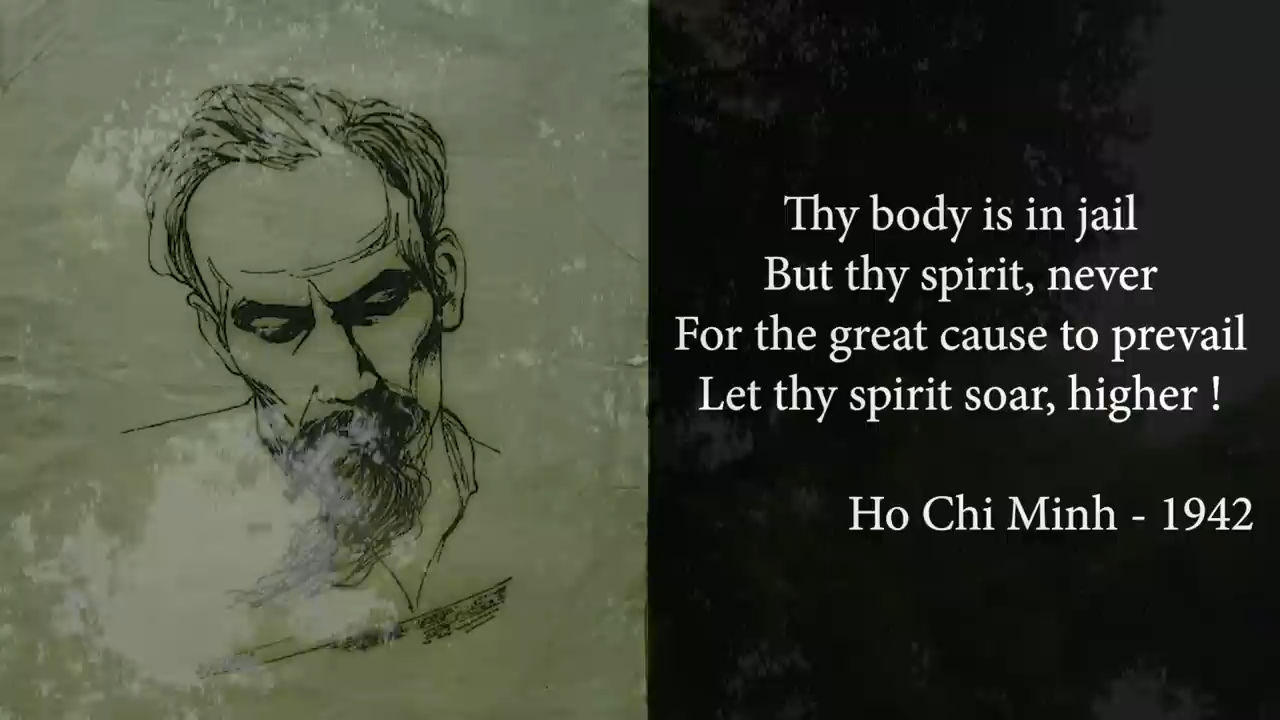 Thy body is in jail
But thy spirit, never
For the great cause to prevail
Let thy spirit soar, higher !
Ho Chi Minh - 1942